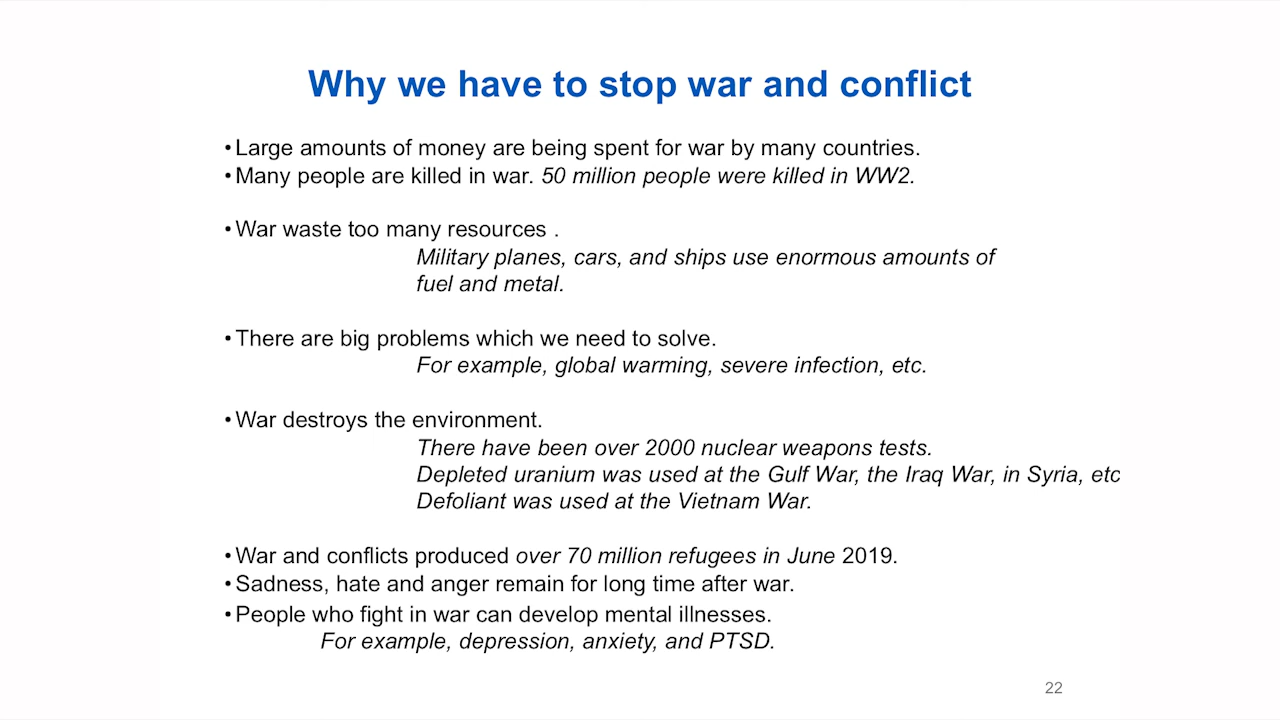 Why we have to stop war and conflict
•Large amounts of money are being spent for war by many countries.
•Many people are killed in war. 50 million people were killed in WW2.
•War waste too many resources .
Military planes, cars, and ships use enormous amounts of
fuel and metal.
•There are big problems which we need to solve.
For example, global warming, severe infection, etc.
•War destroys the environment.
There have been over 2000 nuclear weapons tests.
Depleted uranium was used at the Gulf War, the Iraq War, in Syria, etc
Defoliant was used at the Vietnam War.
•War and conflicts produced over 70 million refugees in June 2019.
•Sadness, hate and anger remain for long time after war.
•People who fight in war can develop mental illnesses.
For example, depression, anxiety, and PTSD.
22